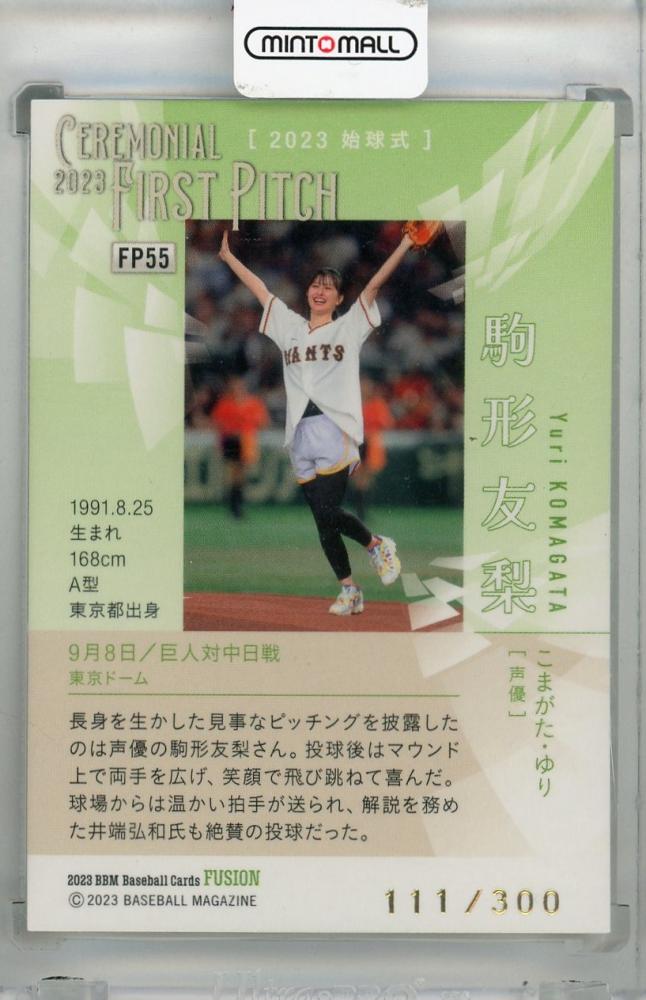 MINT MALL
CEREMONIAL
2023 FIRST PITCH
[ 2023 始球式 ]
FP55
GIANTS
駒形友梨
Yuri KOMAGATA
こまがた・ゆり
[声優]
1991.8.25
生まれ
168cm
A型
東京都出身
9月8日／巨人対中日戦
東京ドーム
長身を生かした見事なピッチングを披露した
のは声優の駒形友梨さん。投球後はマウンド
上で両手を広げ、笑顔で飛び跳ねて喜んだ。
球場からは温かい拍手が送られ、解説を務め
た井端弘和氏も絶賛の投球だった。
2023 BBM Baseball Cards FUSION
©2023 BASEBALL MAGAZINE
111/300